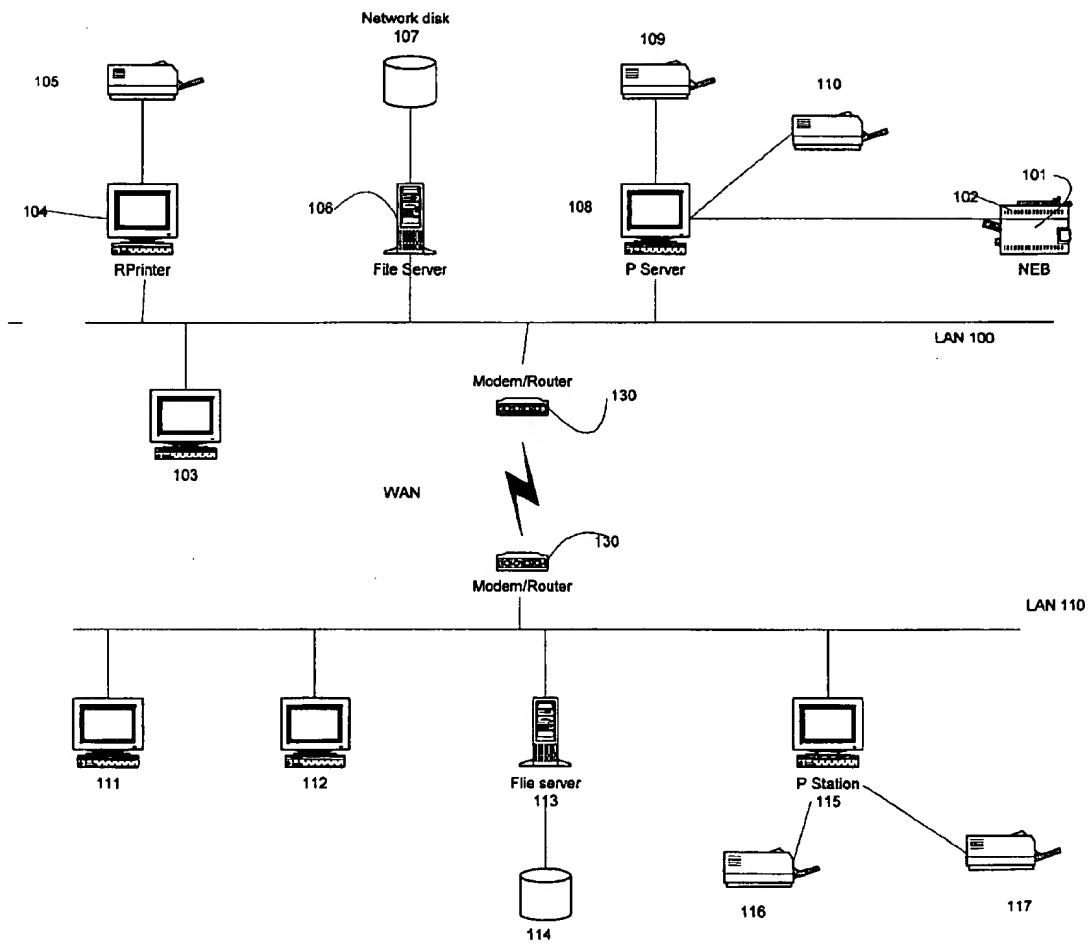 Network disk
107
109
105
110
101
102
104
106
108
RPrinter
File Server
P Server
NEB
LAN 100
Modem/Router
130
103
WAN
130
Modem/Router
LAN 110
111
112
Flie server
113
P Station
115
114
116
117